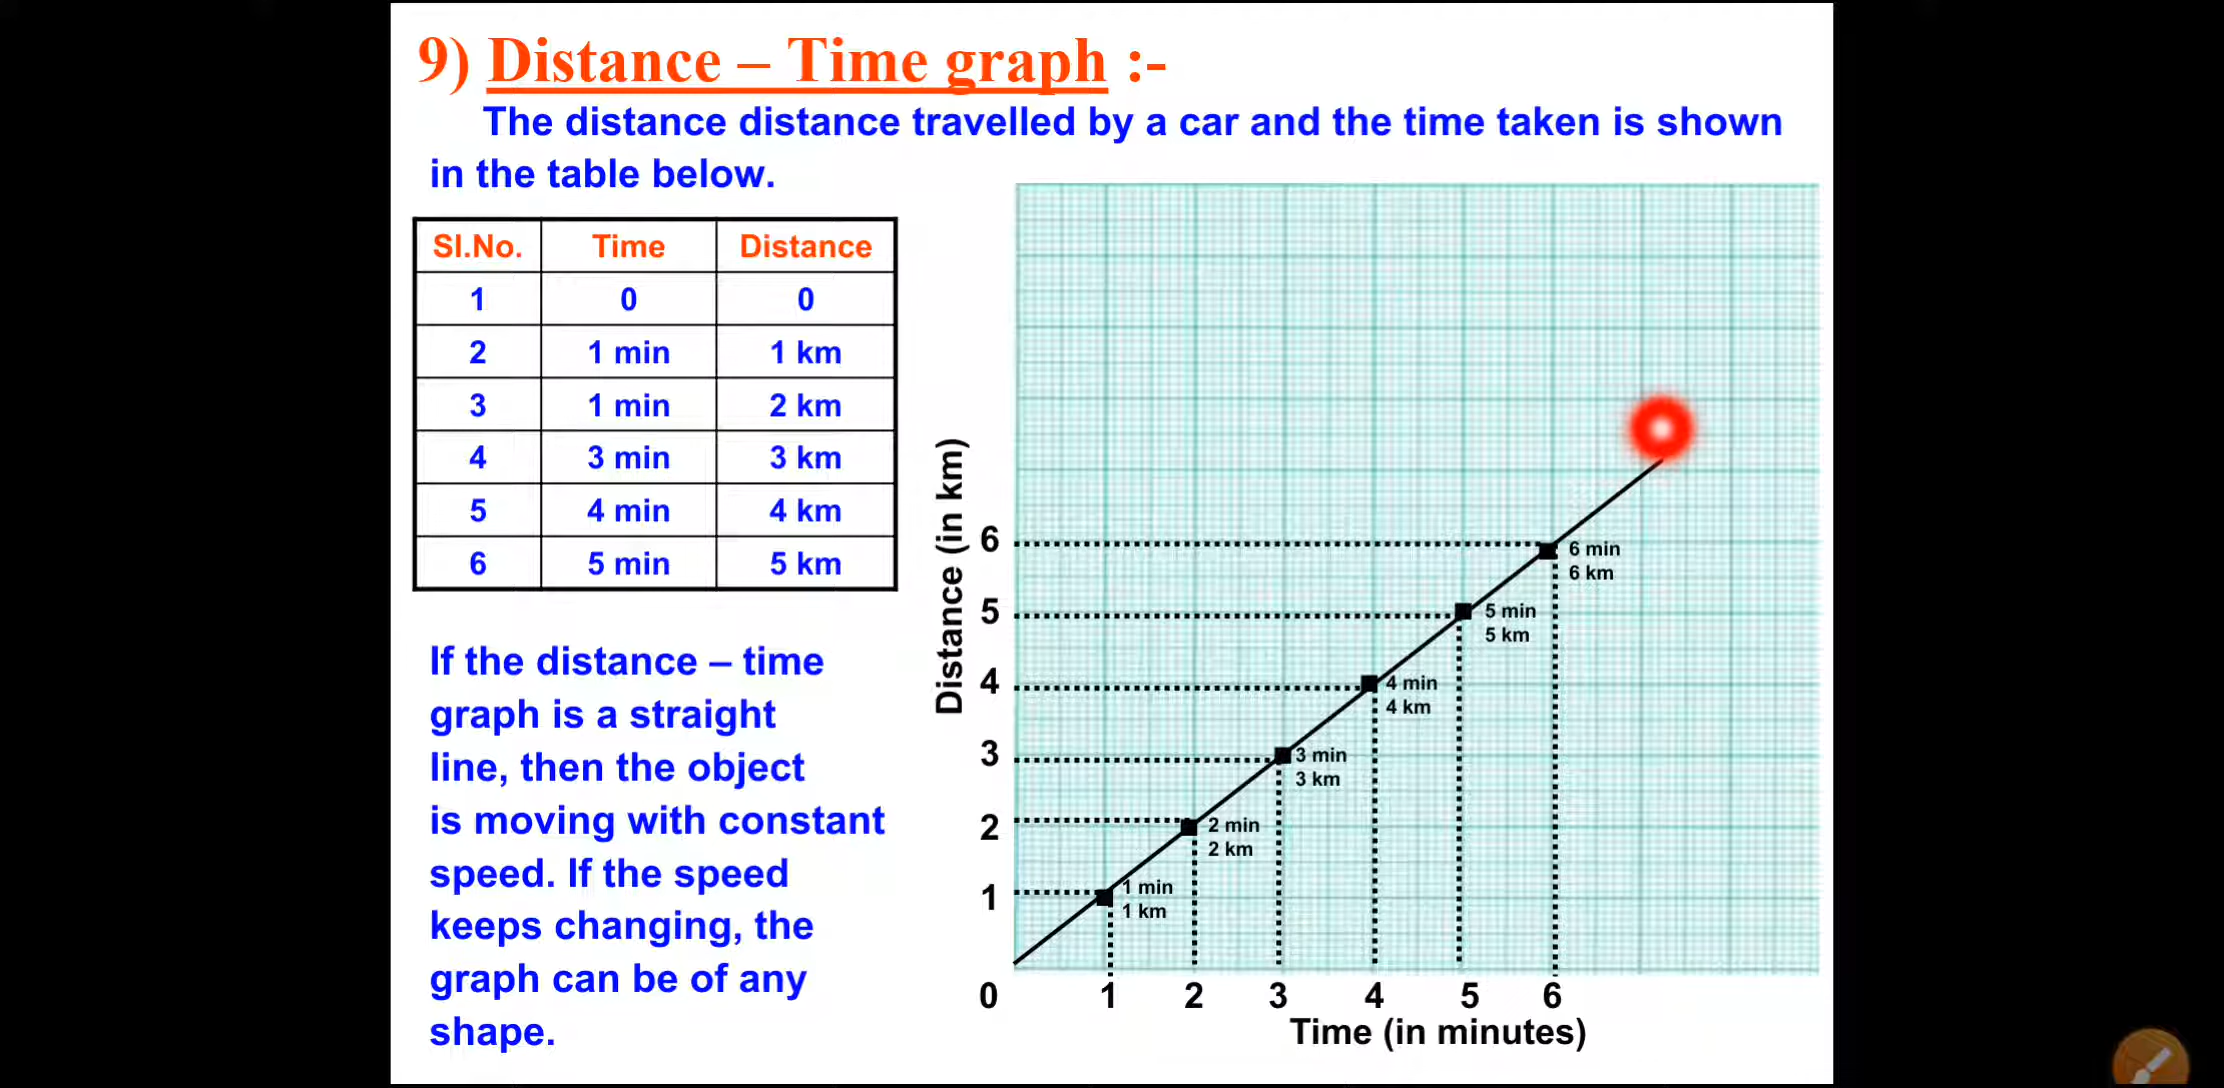 9) Distance – Time graph :-
The distance distance travelled by a car and the time taken is shown
in the table below.
Sl.No. Time Distance
1 0 0
2 1 min 1 km
3 1 min 2 km
4 3 min 3 km
5 4 min 4 km
6 5 min 5 km
If the distance – time
graph is a straight
line, then the object
is moving with constant
speed. If the speed
keeps changing, the
graph can be of any
shape.
Distance (in km)
6
5
4
3
2
1
6 min
6 km
5 min
5 km
4 min
4 km
3 min
3 km
2 min
2 km
1 min
1 km
0 1 2 3 4 5 6
Time (in minutes)